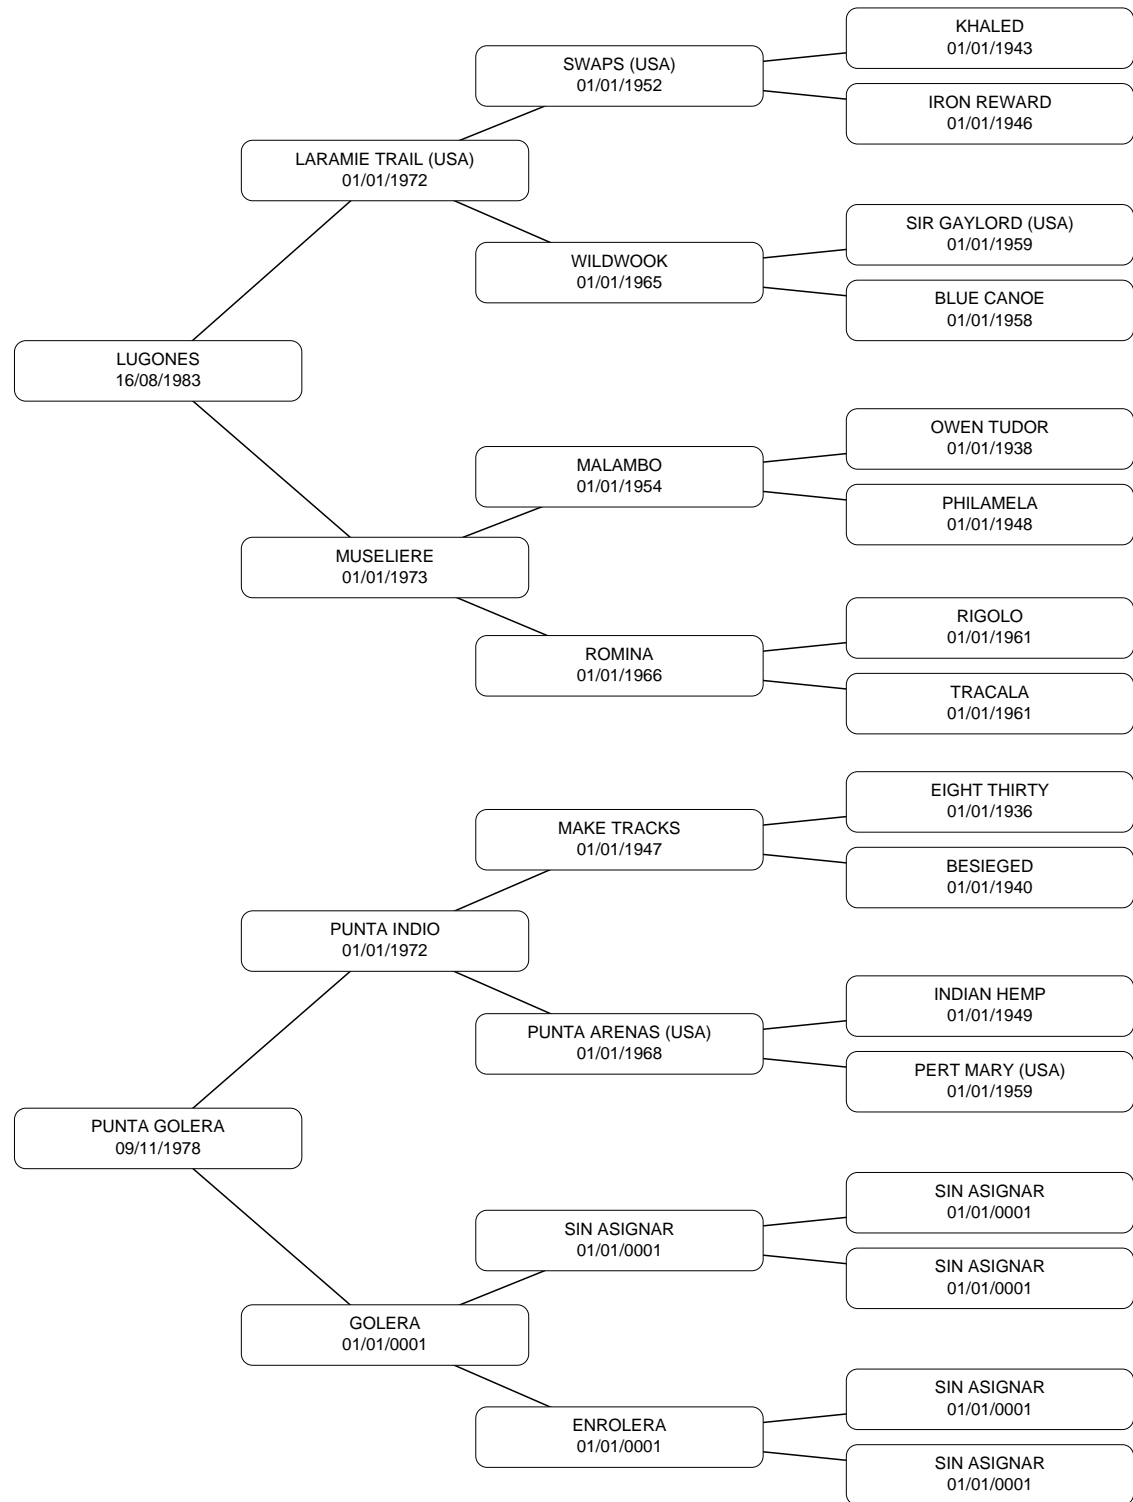 KHALED
01/01/1943
SWAPS (USA)
01/01/1952
IRON REWARD
01/01/1946
LARAMIE TRAIL (USA)
01/01/1972
SIR GAYLORD (USA)
01/01/1959
WILDWOOK
01/01/1965
BLUE CANOE
01/01/1958
LUGONES
16/08/1983
OWEN TUDOR
01/01/1938
MALAMBO
01/01/1954
PHILAMELA
01/01/1948
MUSELIERE
01/01/1973
RIGOLO
01/01/1961
ROMINA
01/01/1966
TRACALA
01/01/1961
EIGHT THIRTY
01/01/1936
MAKE TRACKS
01/01/1947
BESIEGED
01/01/1940
PUNTA INDIO
01/01/1972
INDIAN HEMP
01/01/1949
PUNTA ARENAS (USA)
01/01/1968
PERT MARY (USA)
01/01/1959
PUNTA GOLERA
09/11/1978
SIN ASIGNAR
01/01/0001
SIN ASIGNAR
01/01/0001
SIN ASIGNAR
01/01/0001
GOLERA
01/01/0001
SIN ASIGNAR
01/01/0001
ENROLERA
01/01/0001
SIN ASIGNAR
01/01/0001